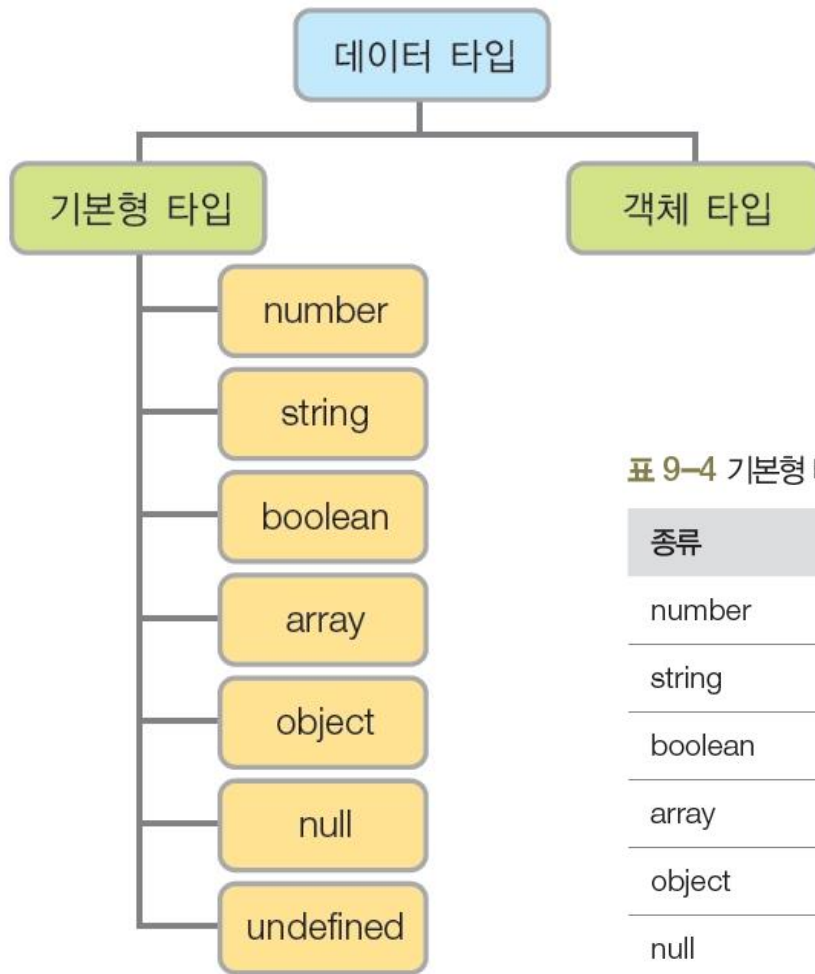 데이터 타입
기본형 타입
객체 타입
number
string
boolean
array
object
null
undefined
표 9-4 기본형
종류
number
string
boolean
array
object
null